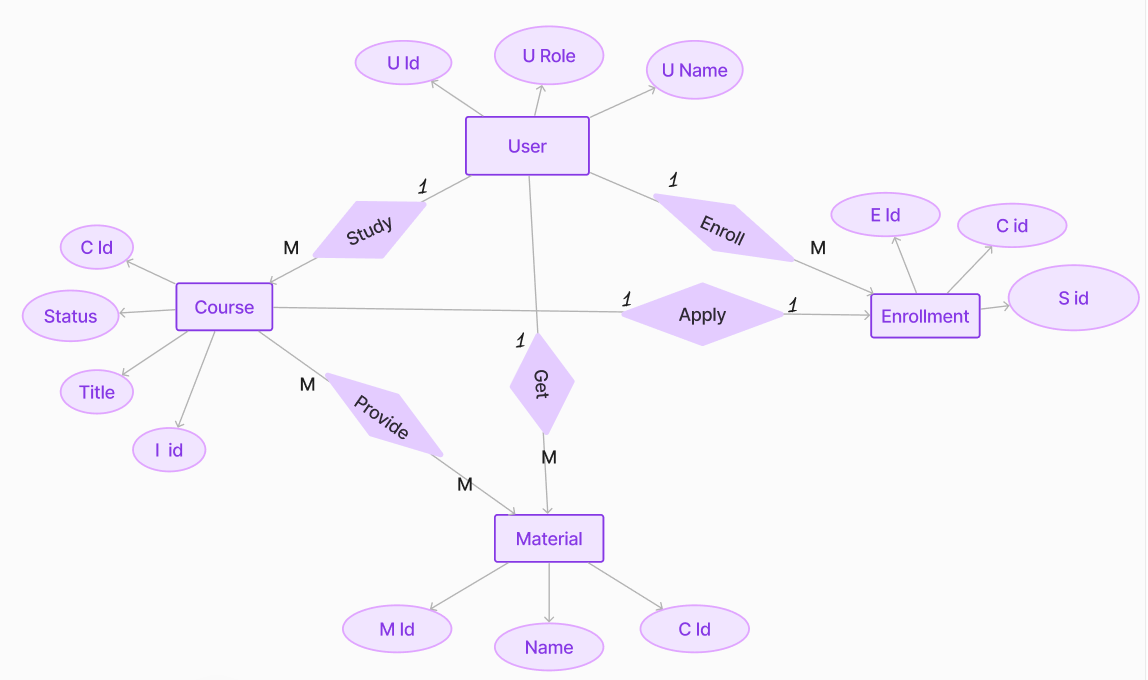 U Id
U Role
U Name
User
1
1
Study
Enroll
M
M
E Id
C id
S id
C Id
Status
Course
1
Apply
1
Enrollment
1
Title
M
Provide
Get
I id
M
M
Material
M Id
Name
C Id